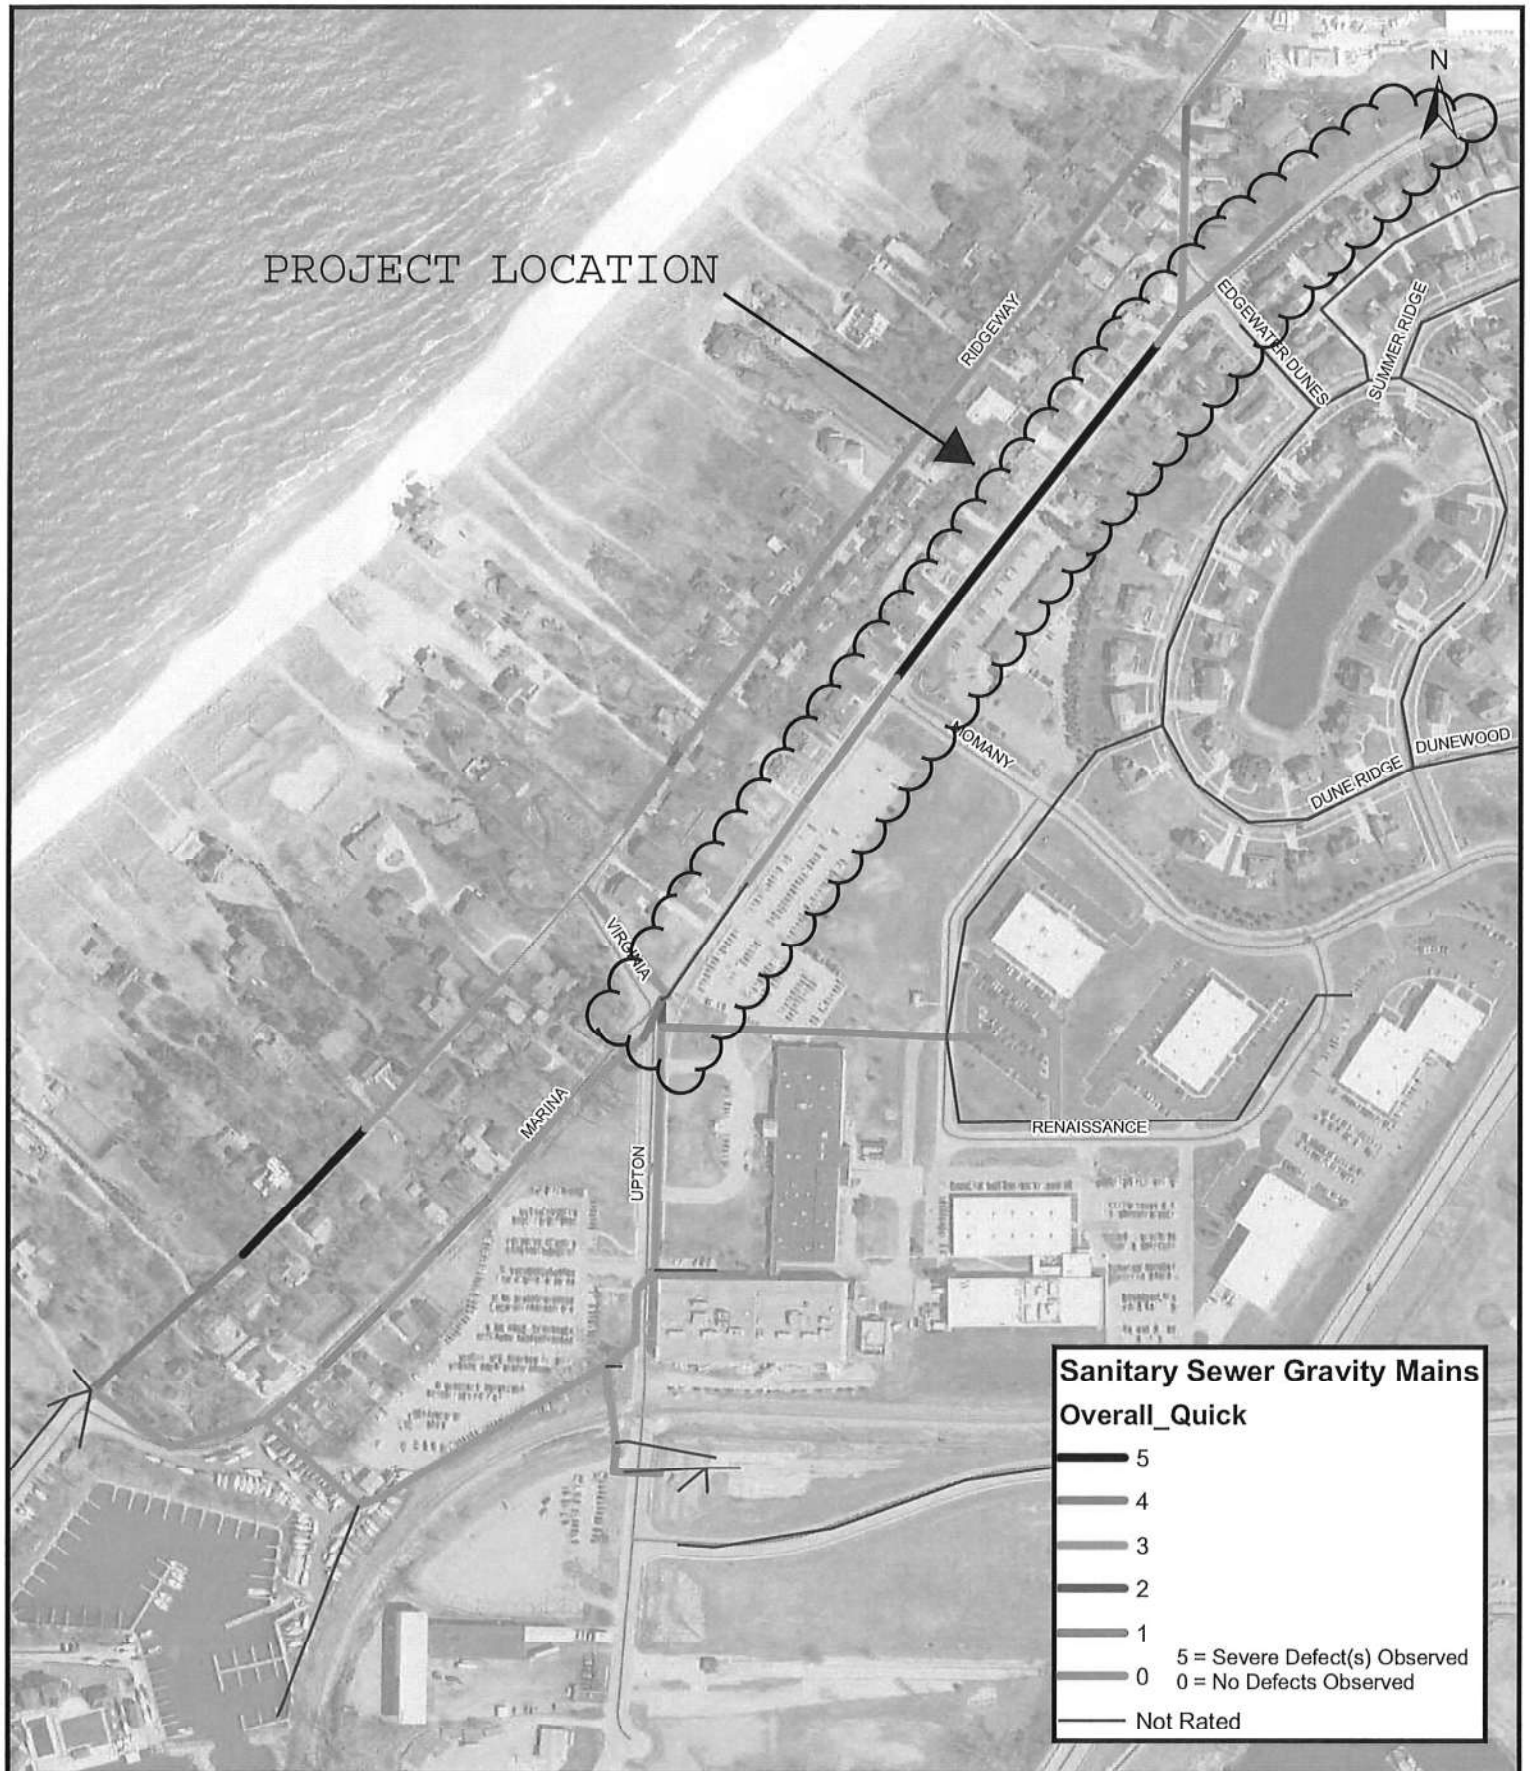 N
PROJECT LOCATION
RIDGEWAY
EDGEWATER DUNES
SUMMER RIDGE
MOMANY
DUNE RIDGE
DUNEWOOD
VIRGINIA
MARINA
UPTON
RENAISSANCE
Sanitary Sewer Gravity Mains
Overall_Quick
5
4
3
2
1
0
5 = Severe Defect(s) Observed
0 = No Defects Observed
Not Rated